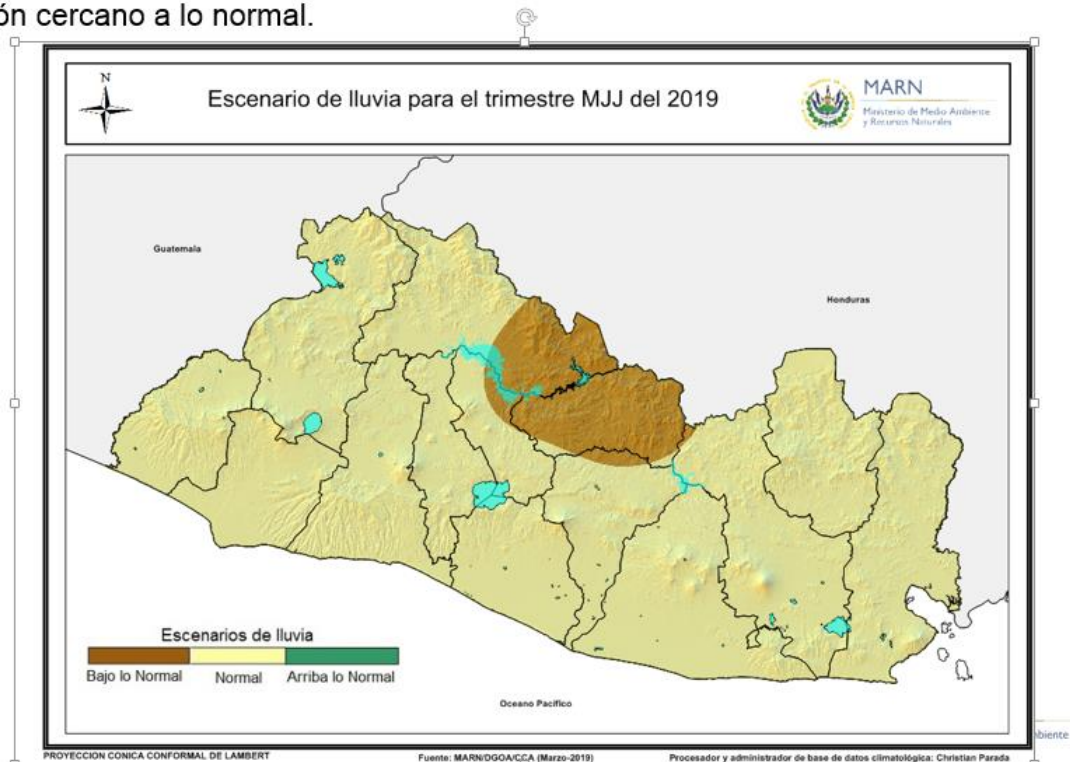 ón cercano a lo normal.
N
Escenario de lluvia para el trimestre MJJ del 2019
MARN
Ministerio de Medio Ambiente
y Recursos Naturales
Guatemala
Honduras
Escenarios de lluvia
Bajo lo Normal Normal Arriba lo Normal
Oceano Pacífico
biente
PROYECCION CONICA CONFORMAL DE LAMBERT Fuente: MARN/DGOA/CCA (Marzo-2019) Procesador y administrador de base de datos climatológica: Christian Parada